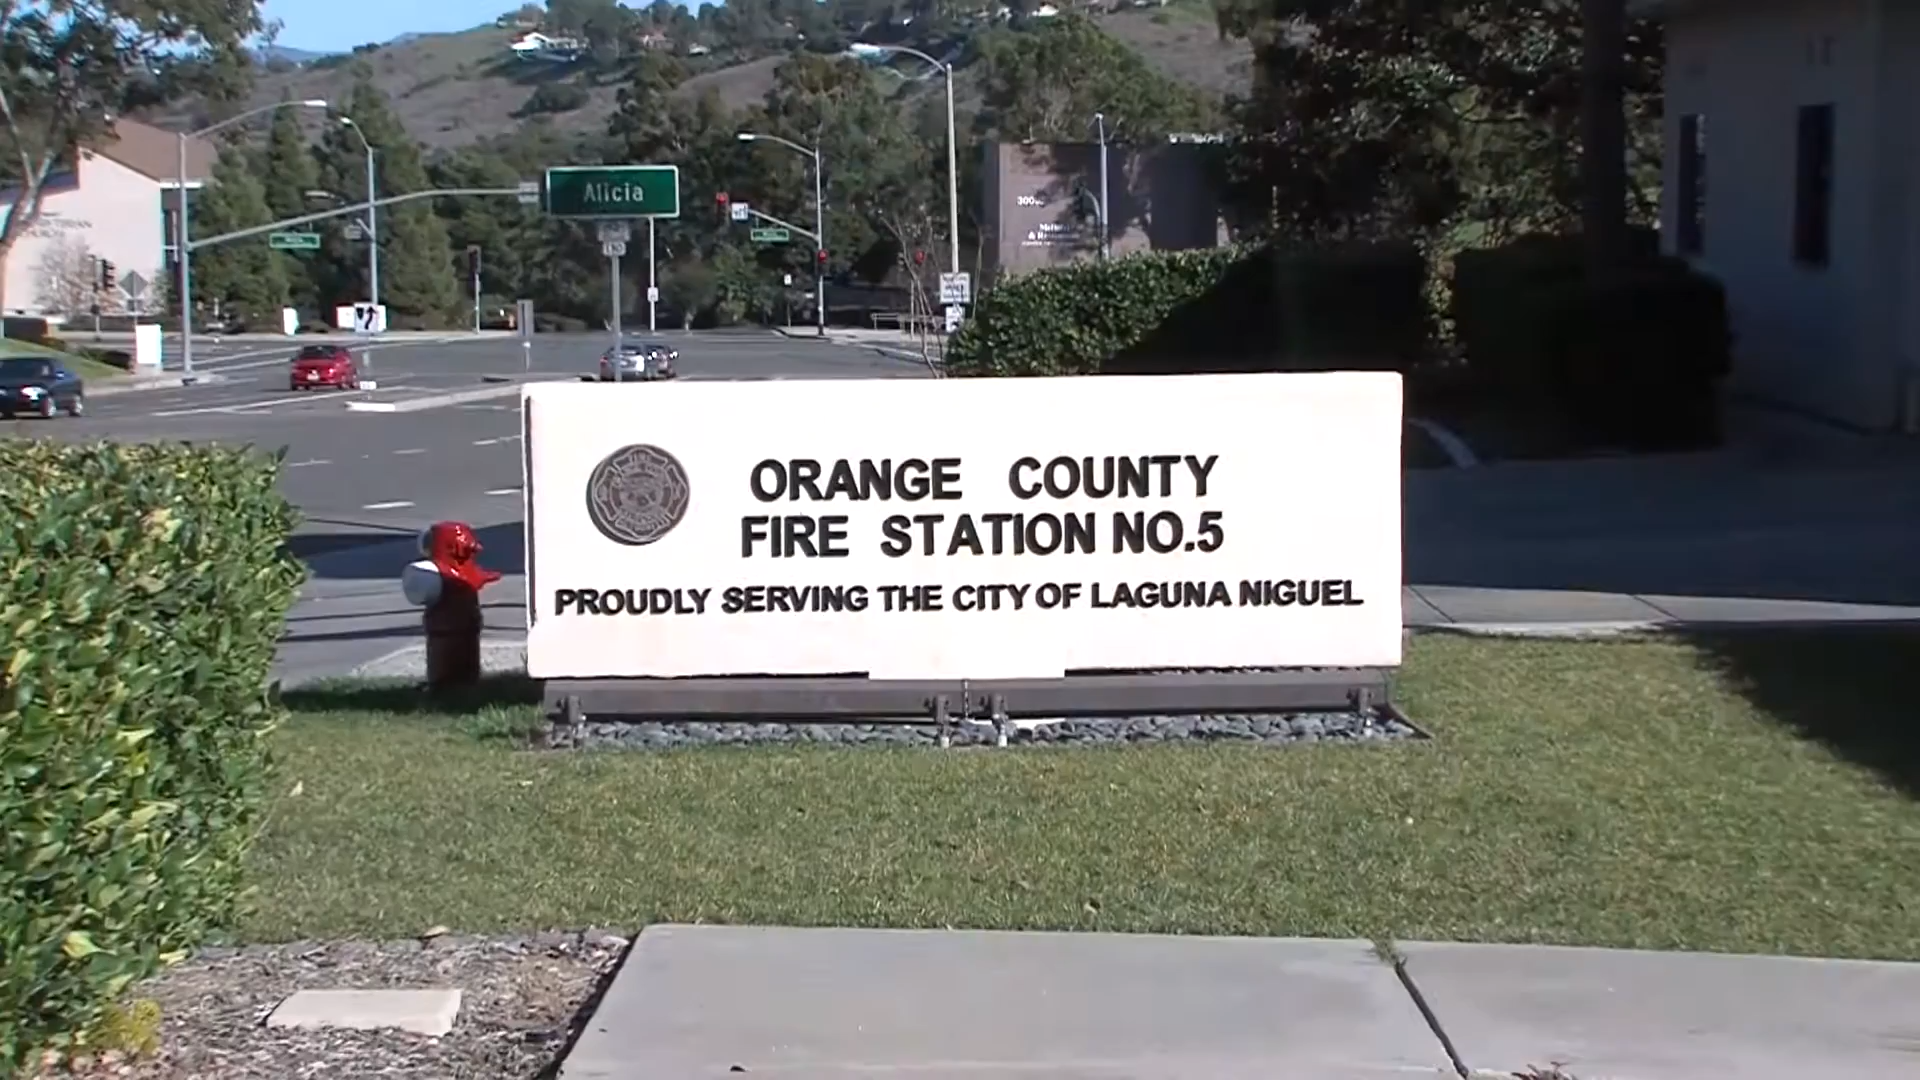 Alicia
ORANGE COUNTY
FIRE STATION NO.5
PROUDLY SERVING THE CITY OF LAGUNA NIGUEL